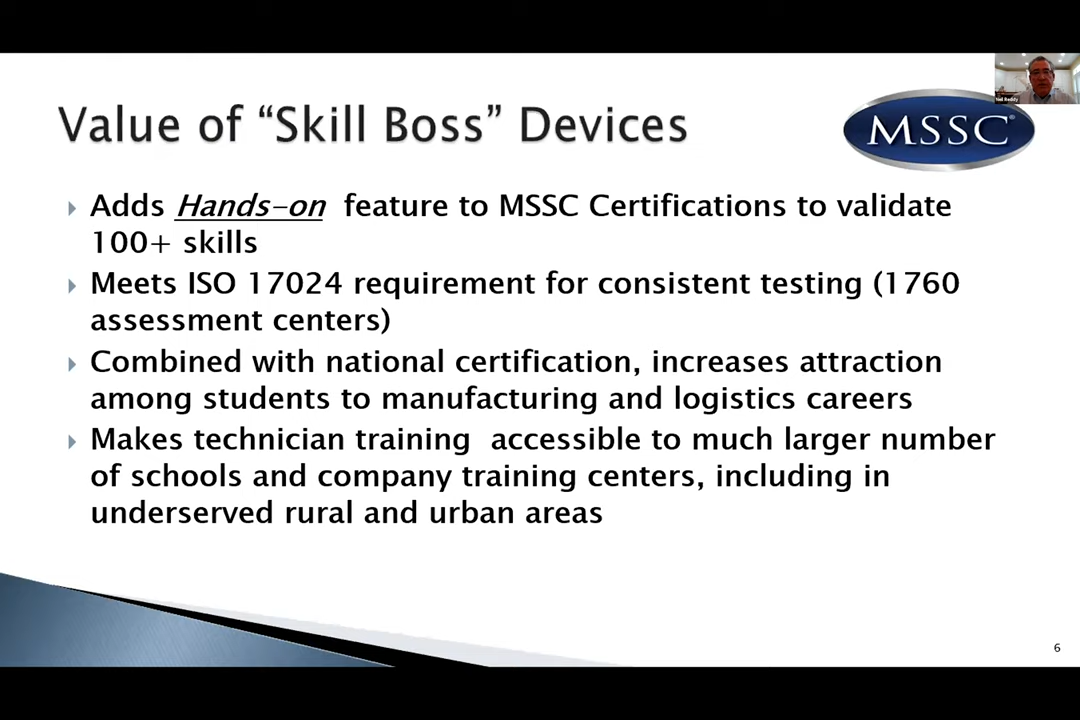 Value of “Skill Boss” Devices
MSSC®
Neil Reddy
Adds Hands-on feature to MSSC Certifications to validate
100+ skills
Meets ISO 17024 requirement for consistent testing (1760
assessment centers)
Combined with national certification, increases attraction
among students to manufacturing and logistics careers
Makes technician training accessible to much larger number
of schools and company training centers, including in
underserved rural and urban areas
6